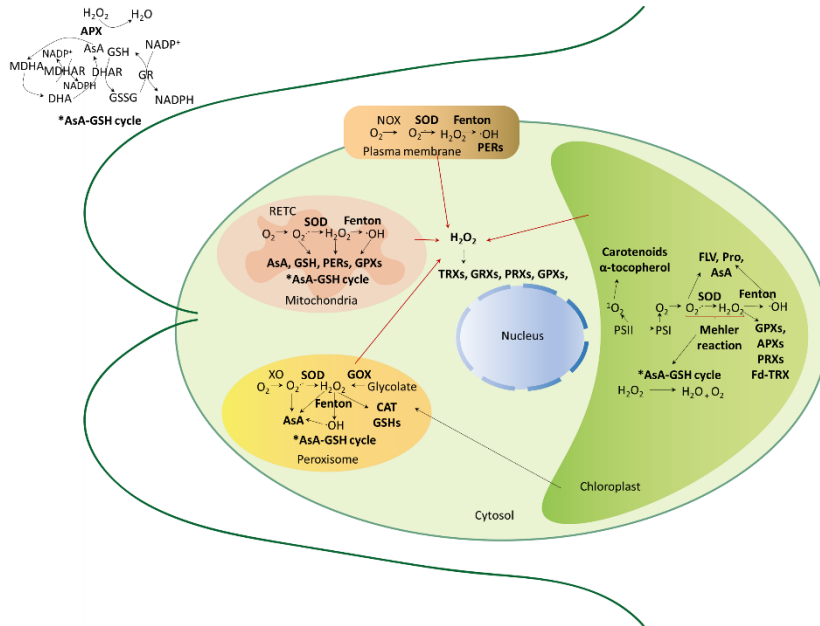 H₂O₂ → H₂O
APX
AsA GSH NADP⁺
NADP⁺
MDHA MDHAR DHAR GR
NADPH
DHA GSSG NADPH
*AsA-GSH cycle
NOX SOD Fenton
O₂ → O₂·⁻ → H₂O₂ → ·OH
Plasma membrane PERs
RETC
SOD Fenton
O₂ → O₂·⁻ → H₂O₂ → ·OH
AsA, GSH, PERs, GPXs
*AsA-GSH cycle
Mitochondria
H₂O₂
TRXs, GRXs, PRXs, GPXs,
Nucleus
XO SOD GOX
O₂ → O₂·⁻ → H₂O₂ ← Glycolate
Fenton CAT
AsA GSHs
·OH
*AsA-GSH cycle
Peroxisome
Carotenoids
α-tocopherol
FLV, Pro,
AsA
SOD Fenton
¹O₂ O₂ → O₂·⁻ → H₂O₂ → ·OH
PSII → PSI
Mehler
reaction
GPXs,
APXs
PRXs
Fd-TRX
*AsA-GSH cycle
H₂O₂ → H₂O + O₂
Chloroplast
Cytosol